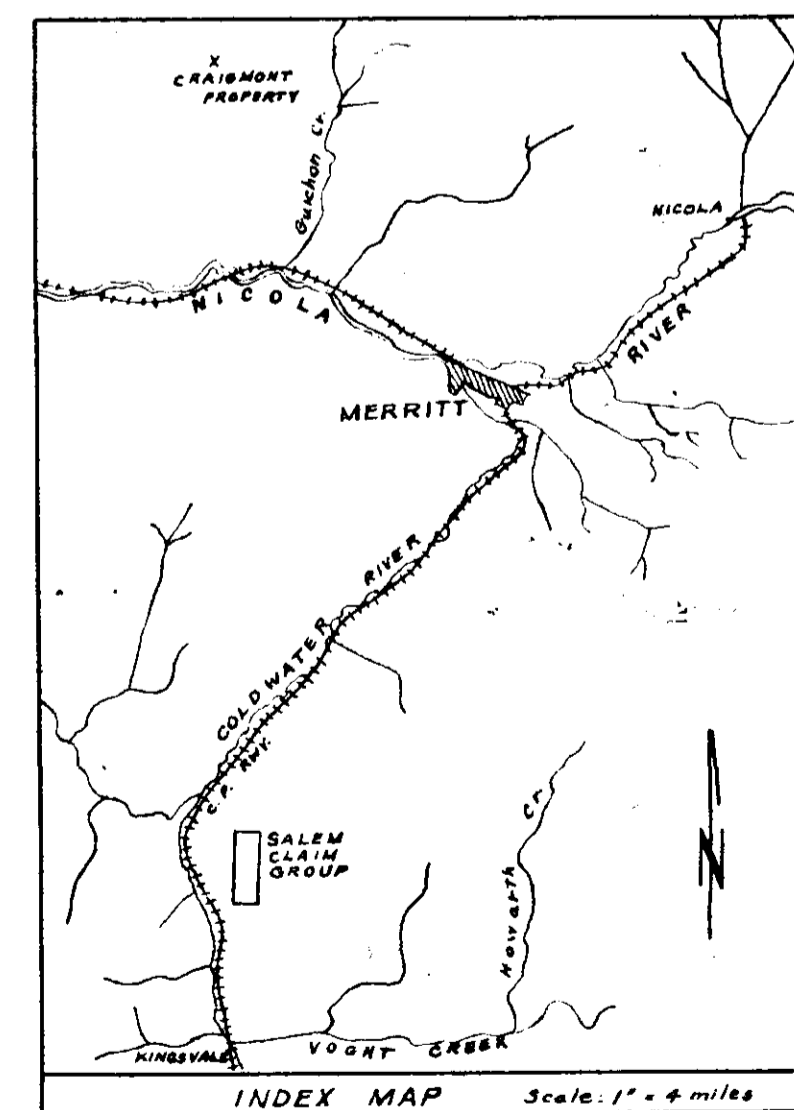 X
CRAIGMONT
PROPERTY
Guichon Cr.
NICOLA
NICOLA
RIVER
MERRITT
COLDWATER RIVER
C.P. RWY.
SALEM
CLAIM
GROUP
Howarth Cr.
N
KINGSVALE
VOGHT CREEK
INDEX MAP
Scale: 1" = 4 miles